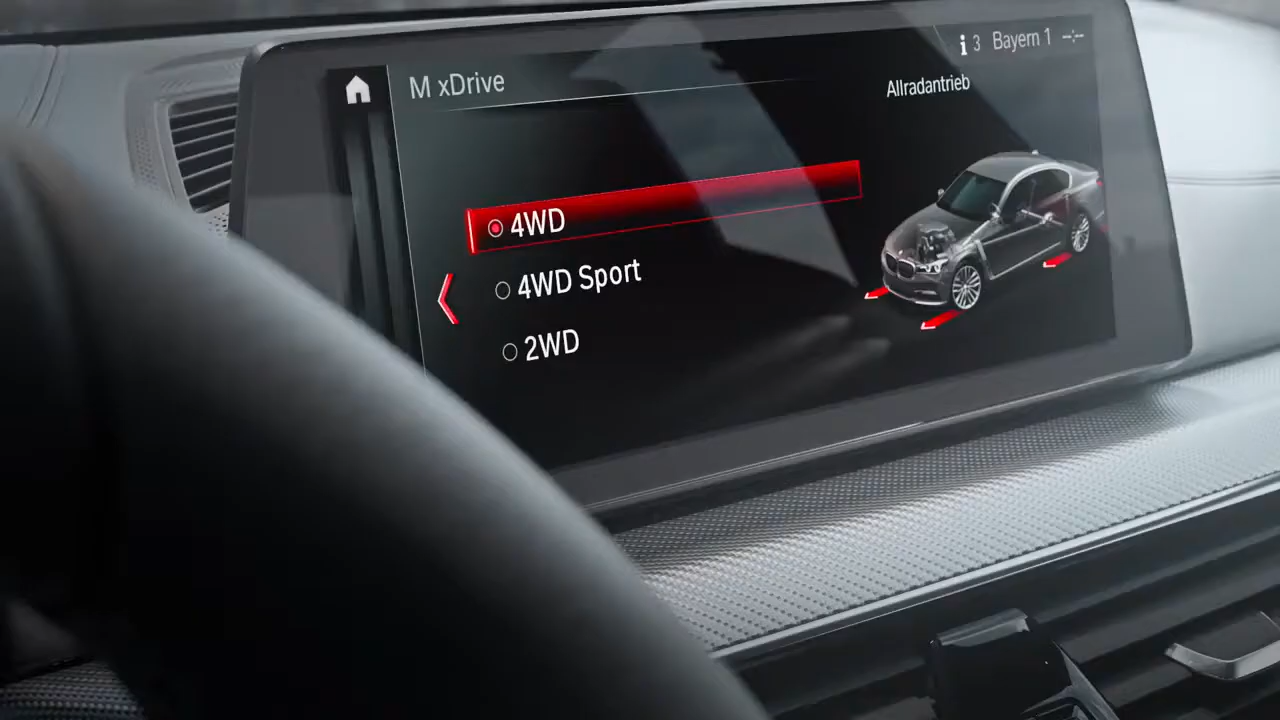 M xDrive
3 Bayern 1 --:--
Allradantrieb
4WD
4WD Sport
2WD